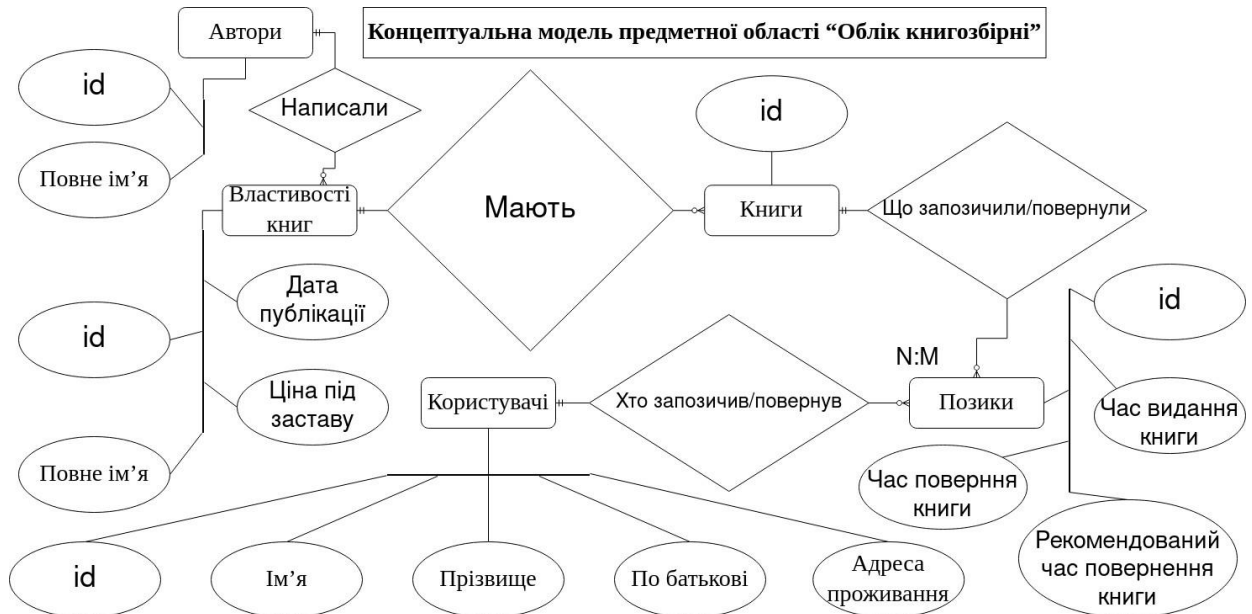 Автори
Концептуальна модель предметної області “Облік книгозбірні”
id
Написали
id
Повне ім’я
Властивості
книг
Мають
Книги
Що запозичили/повернули
Дата
публікації
id
id
N:M
Ціна під
заставу
Користувачі
Хто запозичив/повернув
Позики
Час видання
книги
Повне ім’я
Час поверння
книги
Рекомендований
час повернення
книги
id
Ім’я
Прізвище
По батькові
Адреса
проживання